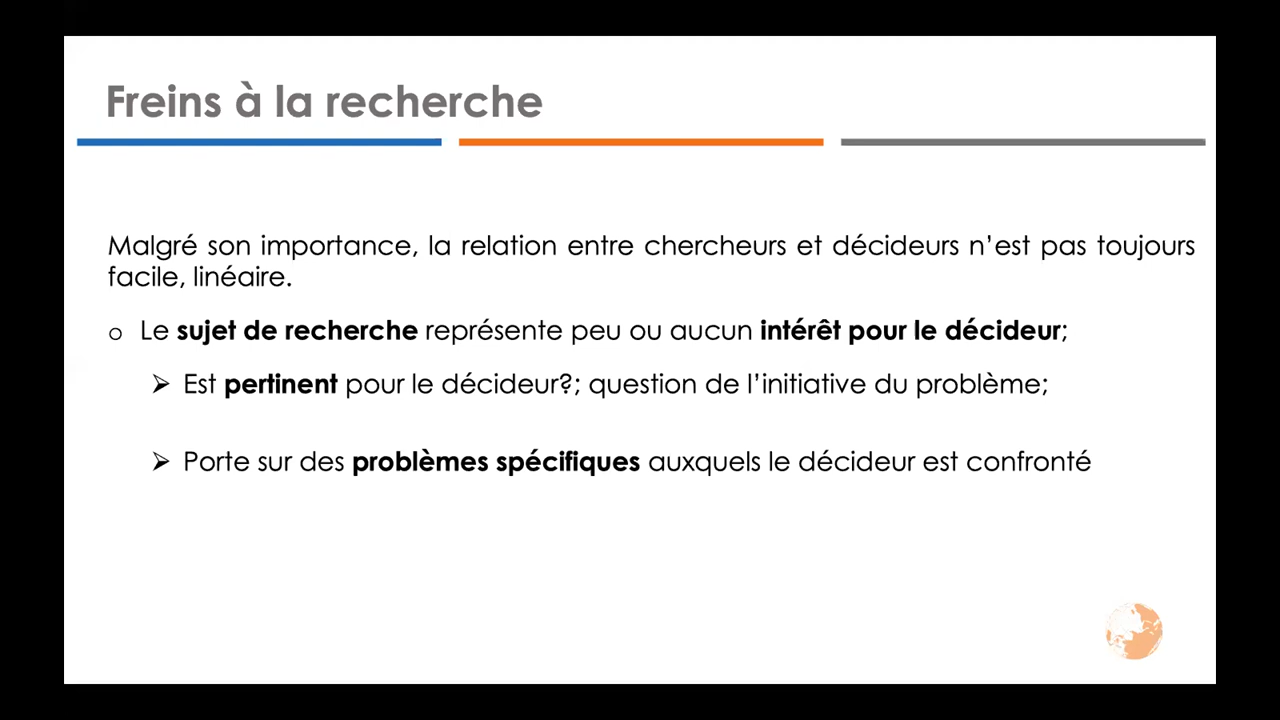 Freins à la recherche
Malgré son importance, la relation entre chercheurs et décideurs n’est pas toujours
facile, linéaire.
o Le sujet de recherche représente peu ou aucun intérêt pour le décideur;
➢ Est pertinent pour le décideur?; question de l’initiative du problème;
➢ Porte sur des problèmes spécifiques auxquels le décideur est confronté